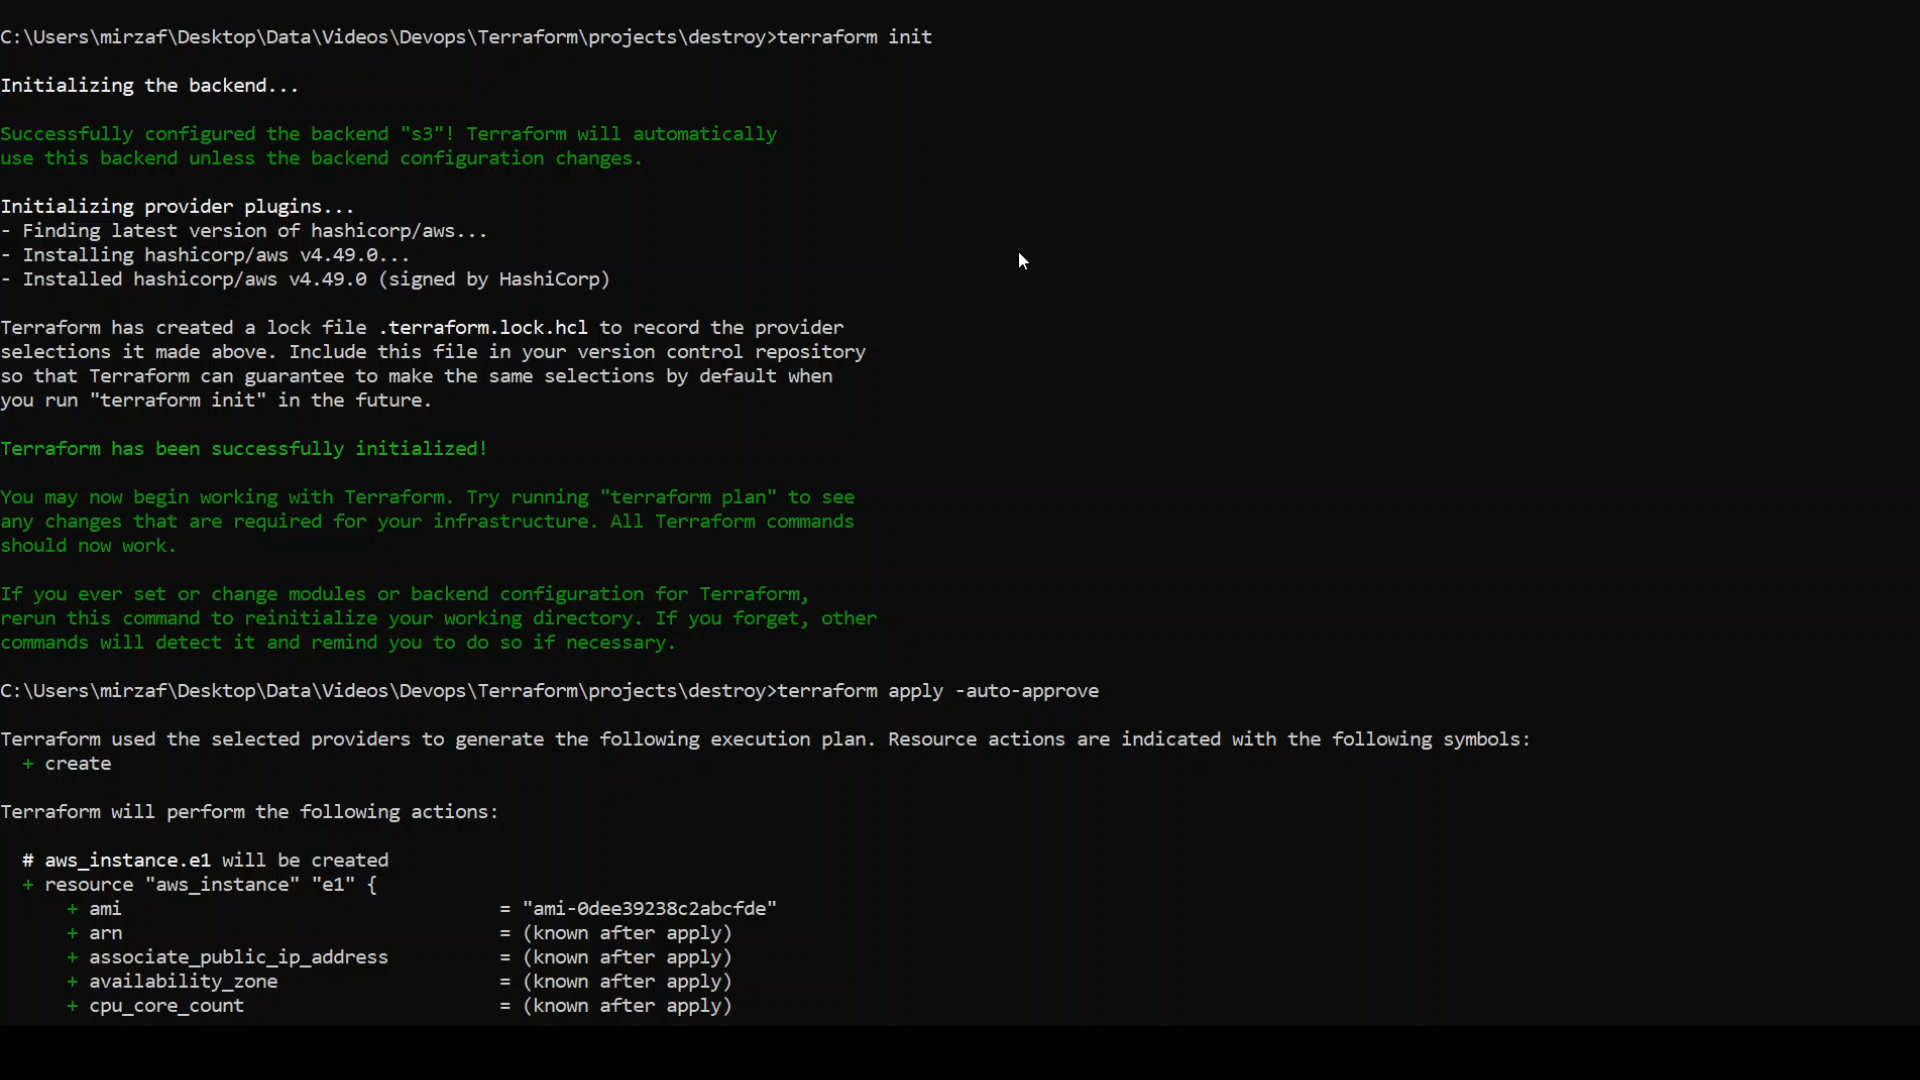 C:\Users\mirzaf\Desktop\Data\Videos\Devops\Terraform\projects\destroy>terraform init
Initializing the backend...
Successfully configured the backend "s3"! Terraform will automatically
use this backend unless the backend configuration changes.
Initializing provider plugins...
- Finding latest version of hashicorp/aws...
- Installing hashicorp/aws v4.49.0...
- Installed hashicorp/aws v4.49.0 (signed by HashiCorp)
Terraform has created a lock file .terraform.lock.hcl to record the provider
selections it made above. Include this file in your version control repository
so that Terraform can guarantee to make the same selections by default when
you run "terraform init" in the future.
Terraform has been successfully initialized!
You may now begin working with Terraform. Try running "terraform plan" to see
any changes that are required for your infrastructure. All Terraform commands
should now work.
If you ever set or change modules or backend configuration for Terraform,
rerun this command to reinitialize your working directory. If you forget, other
commands will detect it and remind you to do so if necessary.
C:\Users\mirzaf\Desktop\Data\Videos\Devops\Terraform\projects\destroy>terraform apply -auto-approve
Terraform used the selected providers to generate the following execution plan. Resource actions are indicated with the following symbols:
  + create
Terraform will perform the following actions:
  # aws_instance.e1 will be created
  + resource "aws_instance" "e1" {
      + ami                                  = "ami-0dee39238c2abcfde"
      + arn                                  = (known after apply)
      + associate_public_ip_address          = (known after apply)
      + availability_zone                    = (known after apply)
      + cpu_core_count                       = (known after apply)